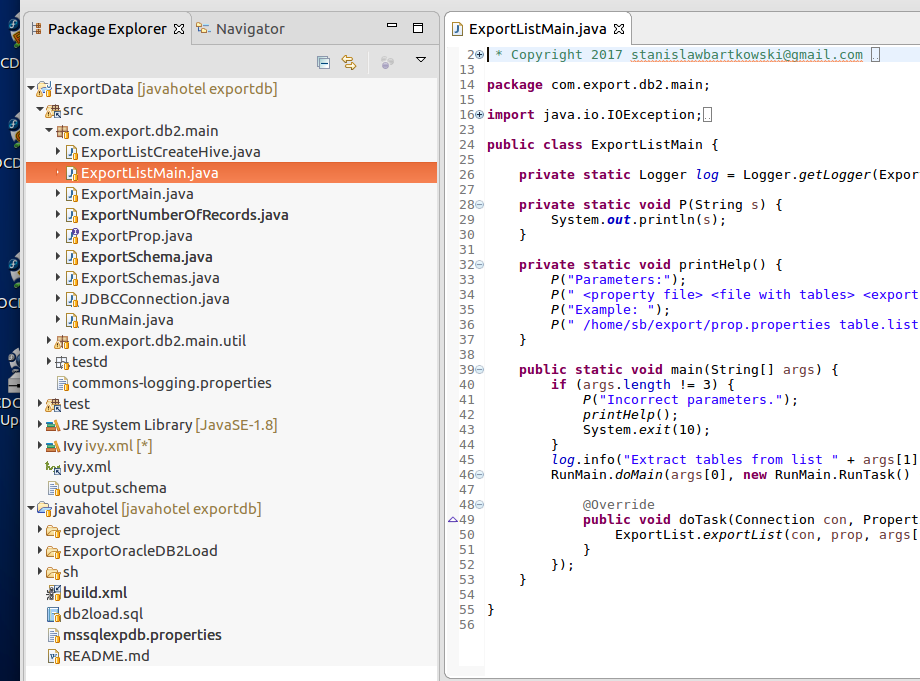 Package Explorer
Navigator
ExportData [javahotel exportdb]
src
com.export.db2.main
ExportListCreateHive.java
ExportListMain.java
ExportMain.java
ExportNumberOfRecords.java
ExportProp.java
ExportSchema.java
ExportSchemas.java
JDBCConnection.java
RunMain.java
com.export.db2.main.util
testd
commons-logging.properties
test
JRE System Library [JavaSE-1.8]
Ivy ivy.xml [*]
ivy.xml
output.schema
javahotel [javahotel exportdb]
eproject
ExportOracleDB2Load
sh
build.xml
db2load.sql
mssqlexpdb.properties
README.md
ExportListMain.java
2 * Copyright 2017 stanislawbartkowski@gmail.com
13
14 package com.export.db2.main;
15
16 import java.io.IOException;
23
24 public class ExportListMain {
25
26 private static Logger log = Logger.getLogger(Expor
27
28 private static void P(String s) {
29 System.out.println(s);
30 }
31
32 private static void printHelp() {
33 P("Parameters:");
34 P(" <property file> <file with tables> <export
35 P("Example: ");
36 P(" /home/sb/export/prop.properties table.list
37 }
38
39 public static void main(String[] args) {
40 if (args.length != 3) {
41 P("Incorrect parameters.");
42 printHelp();
43 System.exit(10);
44 }
45 log.info("Extract tables from list " + args[1]
46 RunMain.doMain(args[0], new RunMain.RunTask()
47
48 @Override
49 public void doTask(Connection con, Propert
50 ExportList.exportList(con, prop, args[
51 }
52 });
53 }
54
55 }
56